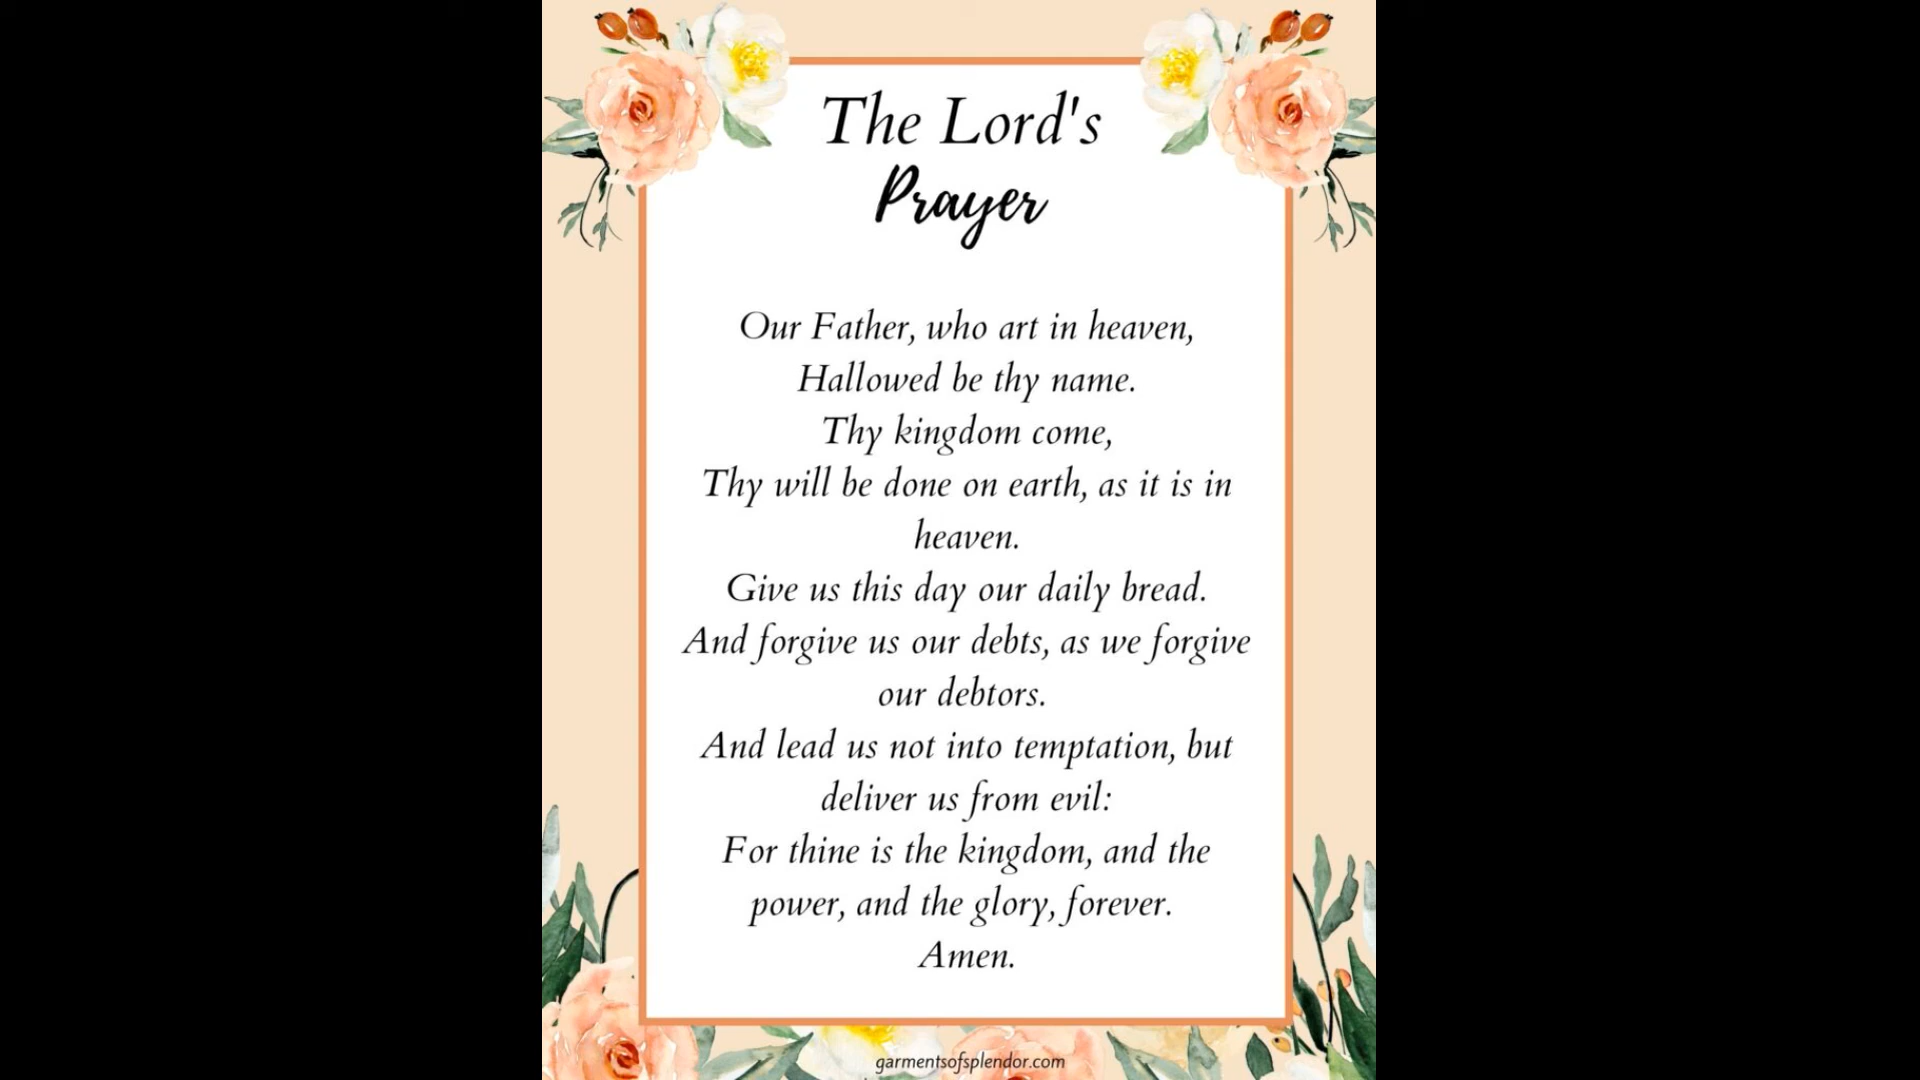 The Lord's
Prayer
Our Father, who art in heaven,
Hallowed be thy name.
Thy kingdom come,
Thy will be done on earth, as it is in
heaven.
Give us this day our daily bread.
And forgive us our debts, as we forgive
our debtors.
And lead us not into temptation, but
deliver us from evil:
For thine is the kingdom, and the
power, and the glory, forever.
Amen.
garmentsofsplendor.com